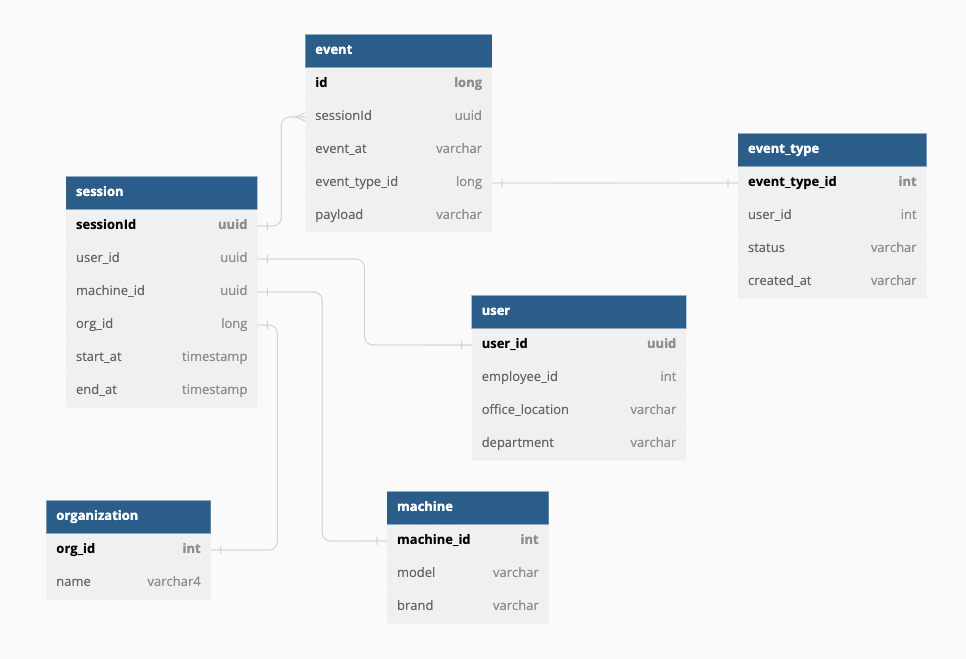 event
id long
sessionId uuid
event_at varchar
event_type_id long
payload varchar
event_type
event_type_id int
user_id int
status varchar
created_at varchar
session
sessionId uuid
user_id uuid
machine_id uuid
org_id long
start_at timestamp
end_at timestamp
user
user_id uuid
employee_id int
office_location varchar
department varchar
organization
org_id int
name varchar4
machine
machine_id int
model varchar
brand varchar